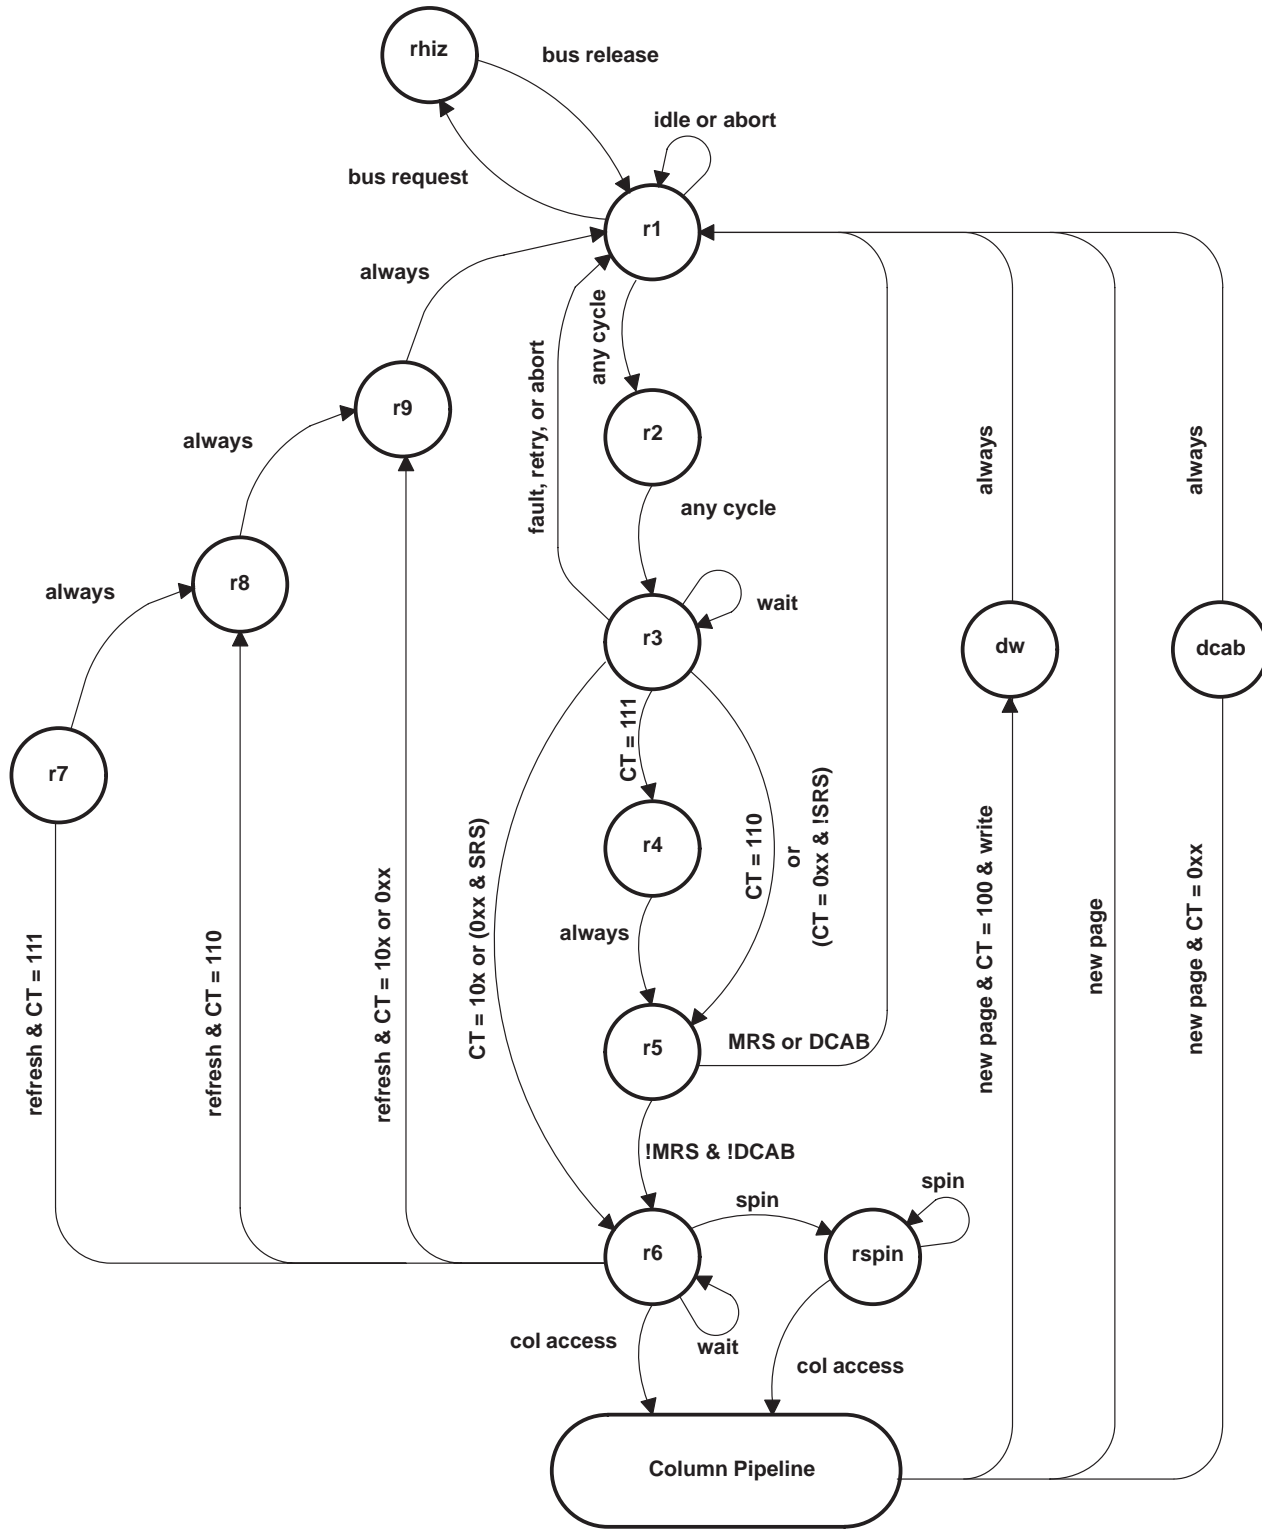 rhiz
bus release
idle or abort
bus request
r1
always
any cycle
fault, retry, or abort
r9
r2
always
always
always
any cycle
r8
always
wait
r3
dw
dcab
CT = 111
r7
CT = 110
or
(CT = 0xx & !SRS)
CT = 10x or (0xx & SRS)
r4
new page & CT = 100 & write
new page
new page & CT = 0xx
refresh & CT = 111
refresh & CT = 110
refresh & CT = 10x or 0xx
always
r5
MRS or DCAB
!MRS & !DCAB
spin
spin
r6
rspin
col access
wait
col access
Column Pipeline